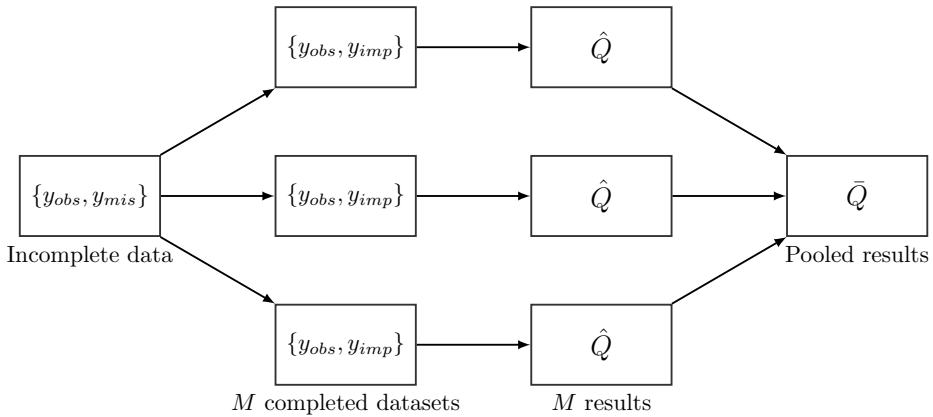 {y_obs, y_imp}
Q̂
{y_obs, y_mis}
{y_obs, y_imp}
Q̂
Q̄
Incomplete data
Pooled results
{y_obs, y_imp}
Q̂
M completed datasets
M results